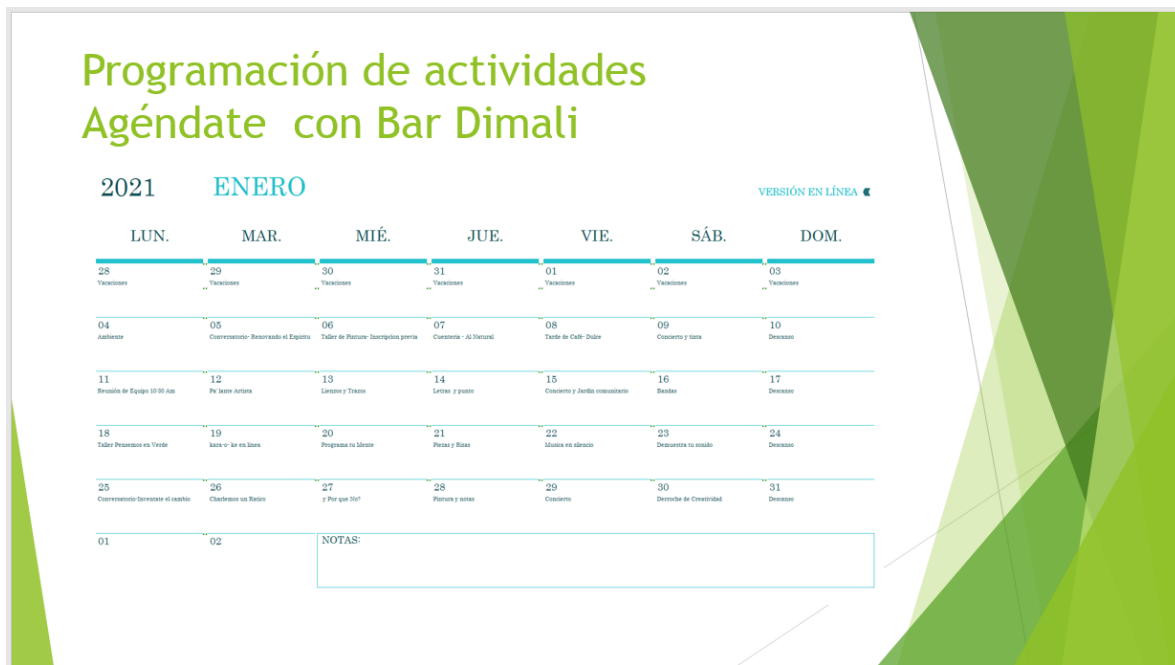 Programación de actividades
Agéndate con Bar Dimali
2021 ENERO VERSIÓN EN LÍNEA
LUN. MAR. MIÉ. JUE. VIE. SÁB. DOM.
28 29 30 31 01 02 03
Vacaciones Vacaciones Vacaciones Vacaciones Vacaciones Vacaciones Vacaciones
04 05 06 07 08 09 10
Ambiente Conversatorio- Renovando el Espiritu Taller de Pintura- Inscripcion previa Cuenteria - Al Natural Tarde de Café- Dulce Concierto y tinta Descanso
11 12 13 14 15 16 17
Reunión de Equipo 10:00 Am Pa´lante Artista Lienzos y Trazos Letras y punto Concierto y Jardin comunitario Bandas Descanso
18 19 20 21 22 23 24
Taller Pensemos en Verde kara-o- ke en linea Programa tu Mente Piezas y Risas Musica en silencio Demuestra tu sonido Descanso
25 26 27 28 29 30 31
Conversatorio-Inventate el cambio Charlemos un Ratico y Por que No? Pintura y notas Concierto Derroche de Creatividad Descanso
01 02 NOTAS: